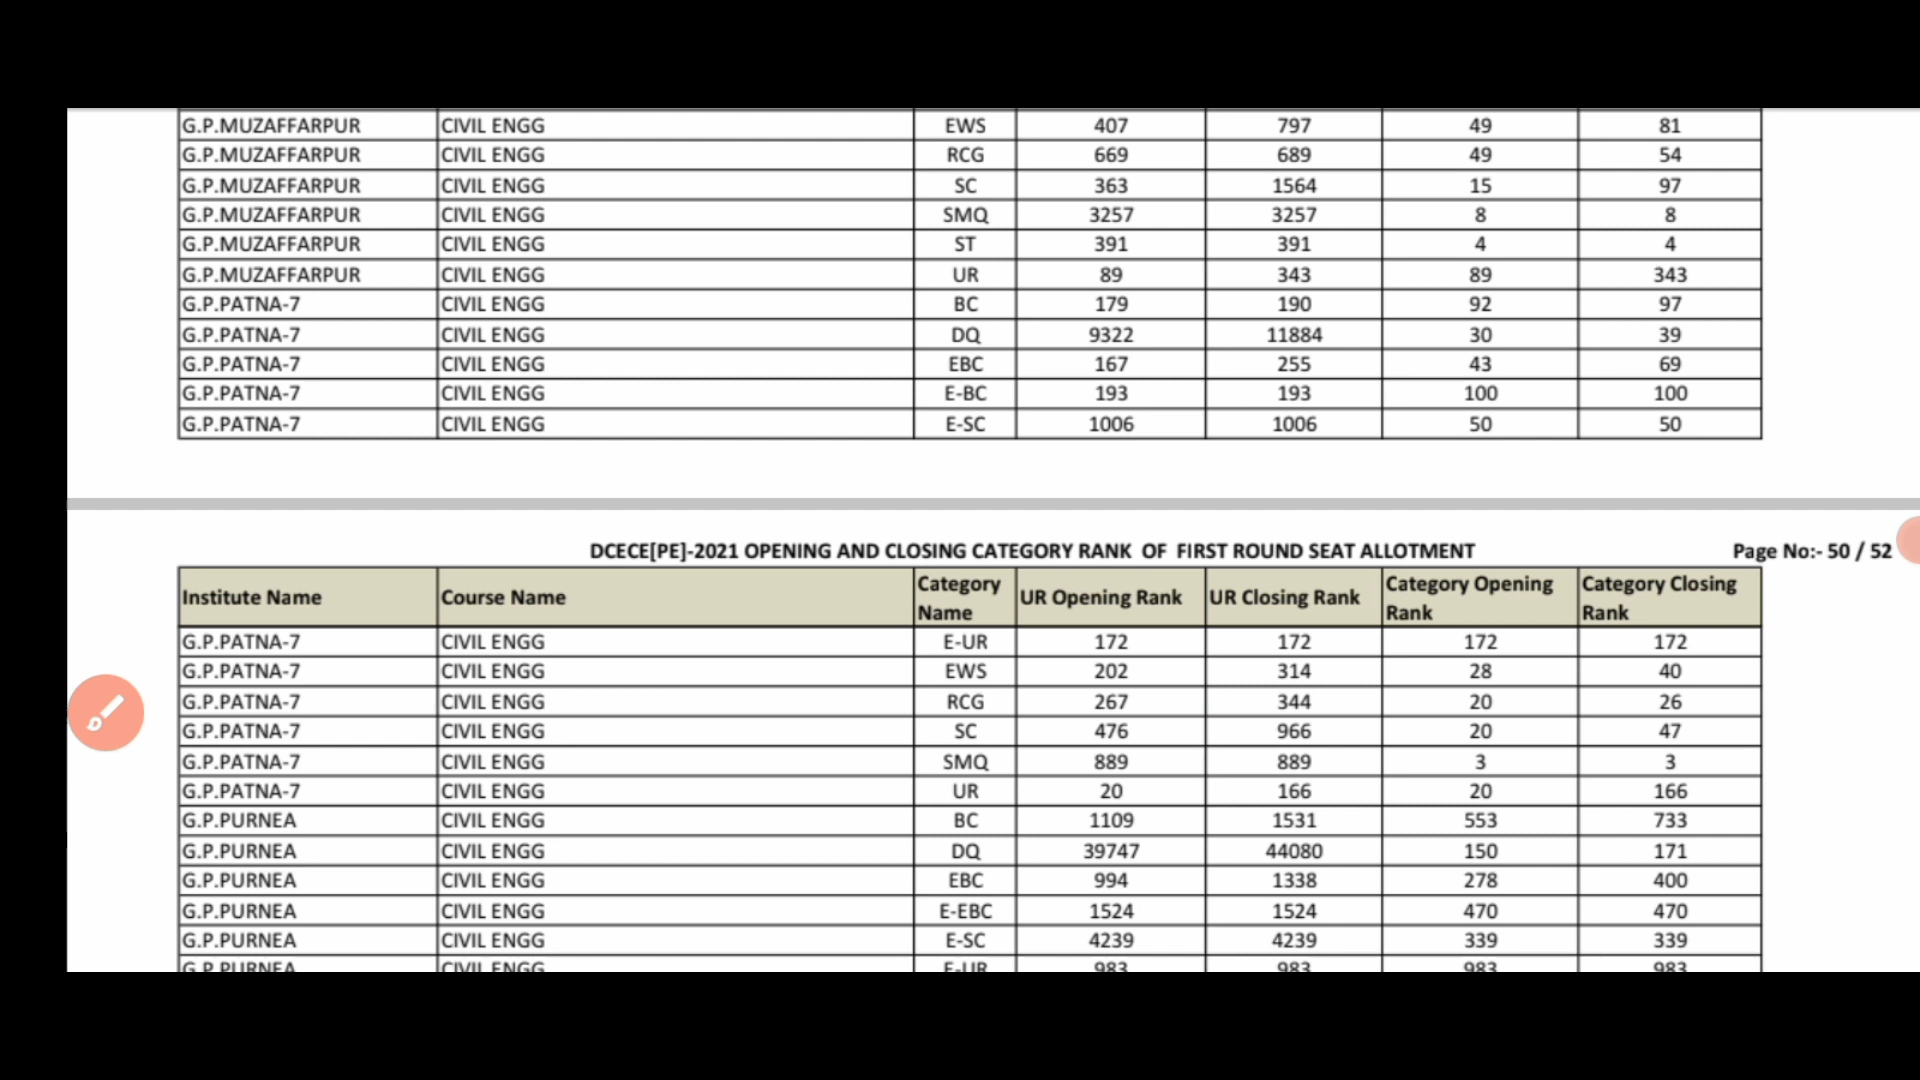 G.P.MUZAFFARPUR CIVIL ENGG EWS 407 797 49 81
G.P.MUZAFFARPUR CIVIL ENGG RCG 669 689 49 54
G.P.MUZAFFARPUR CIVIL ENGG SC 363 1564 15 97
G.P.MUZAFFARPUR CIVIL ENGG SMQ 3257 3257 8 8
G.P.MUZAFFARPUR CIVIL ENGG ST 391 391 4 4
G.P.MUZAFFARPUR CIVIL ENGG UR 89 343 89 343
G.P.PATNA-7 CIVIL ENGG BC 179 190 92 97
G.P.PATNA-7 CIVIL ENGG DQ 9322 11884 30 39
G.P.PATNA-7 CIVIL ENGG EBC 167 255 43 69
G.P.PATNA-7 CIVIL ENGG E-BC 193 193 100 100
G.P.PATNA-7 CIVIL ENGG E-SC 1006 1006 50 50
DCECE[PE]-2021 OPENING AND CLOSING CATEGORY RANK OF FIRST ROUND SEAT ALLOTMENT Page No:- 50 / 52
Institute Name Course Name Category Name UR Opening Rank UR Closing Rank Category Opening Rank Category Closing Rank
G.P.PATNA-7 CIVIL ENGG E-UR 172 172 172 172
G.P.PATNA-7 CIVIL ENGG EWS 202 314 28 40
G.P.PATNA-7 CIVIL ENGG RCG 267 344 20 26
G.P.PATNA-7 CIVIL ENGG SC 476 966 20 47
G.P.PATNA-7 CIVIL ENGG SMQ 889 889 3 3
G.P.PATNA-7 CIVIL ENGG UR 20 166 20 166
G.P.PURNEA CIVIL ENGG BC 1109 1531 553 733
G.P.PURNEA CIVIL ENGG DQ 39747 44080 150 171
G.P.PURNEA CIVIL ENGG EBC 994 1338 278 400
G.P.PURNEA CIVIL ENGG E-EBC 1524 1524 470 470
G.P.PURNEA CIVIL ENGG E-SC 4239 4239 339 339
G.P.PURNEA CIVIL ENGG E-UR 983 983 983 983